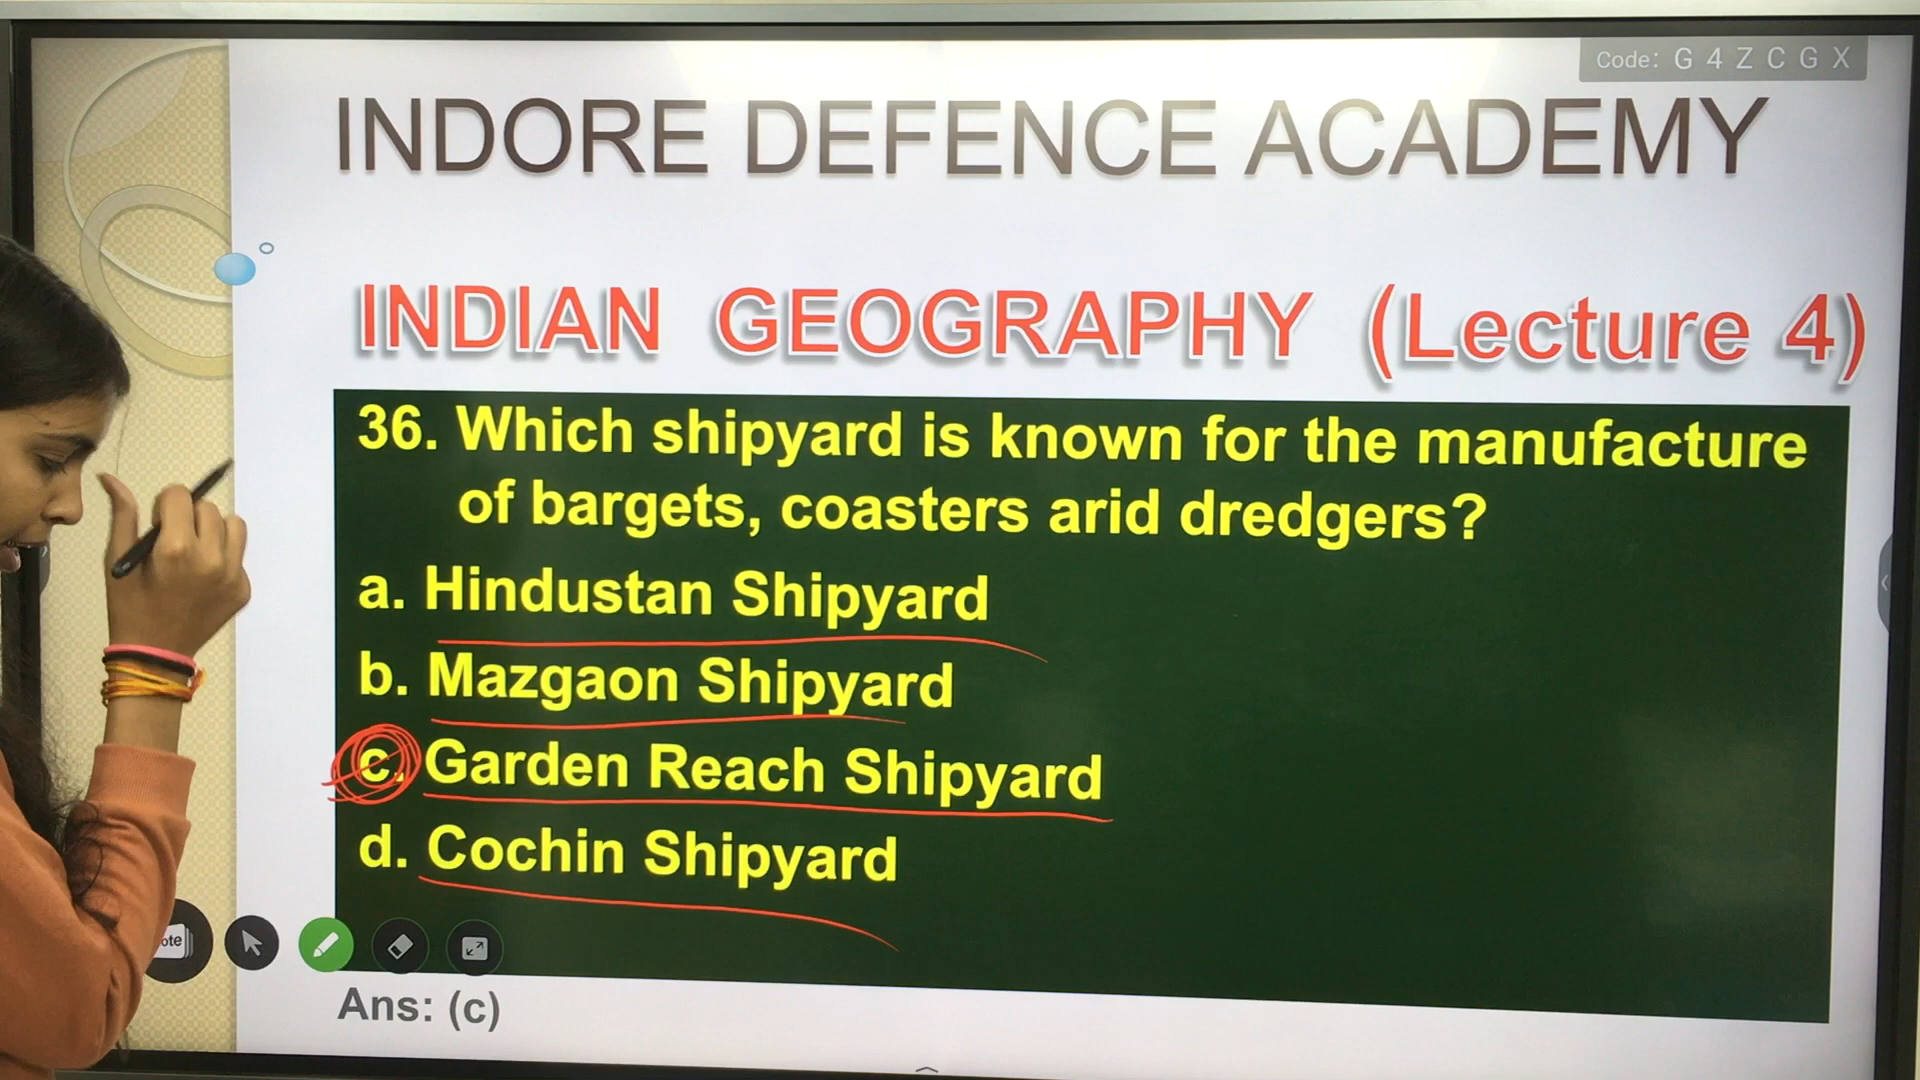 Code: G 4 Z C G X
INDORE DEFENCE ACADEMY
INDIAN GEOGRAPHY (Lecture 4)
36. Which shipyard is known for the manufacture
of bargets, coasters arid dredgers?
a. Hindustan Shipyard
b. Mazgaon Shipyard
c. Garden Reach Shipyard
d. Cochin Shipyard
ote
Ans: (c)